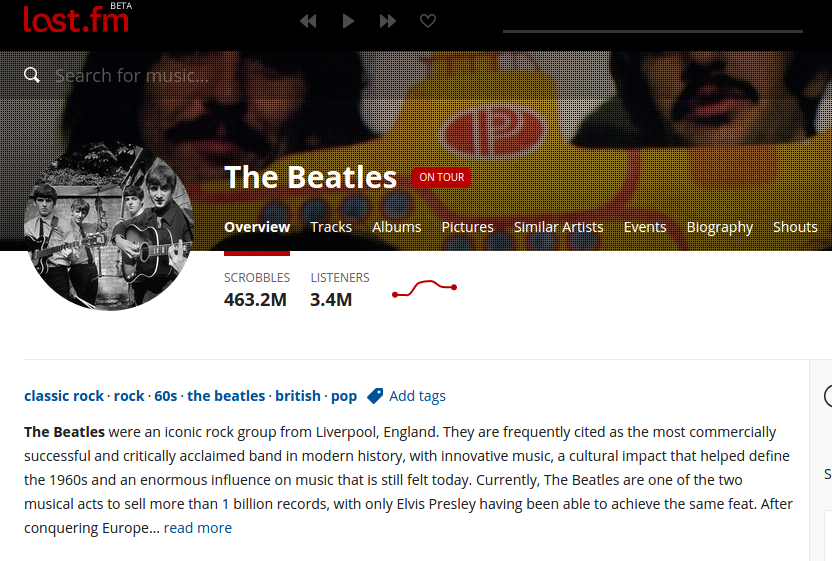 last.fm BETA
Search for music...
P
The Beatles ON TOUR
Overview Tracks Albums Pictures Similar Artists Events Biography Shouts
SCROBBLES LISTENERS
463.2M 3.4M
classic rock · rock · 60s · the beatles · british · pop Add tags
The Beatles were an iconic rock group from Liverpool, England. They are frequently cited as the most commercially
successful and critically acclaimed band in modern history, with innovative music, a cultural impact that helped define
the 1960s and an enormous influence on music that is still felt today. Currently, The Beatles are one of the two
musical acts to sell more than 1 billion records, with only Elvis Presley having been able to achieve the same feat. After
conquering Europe... read more